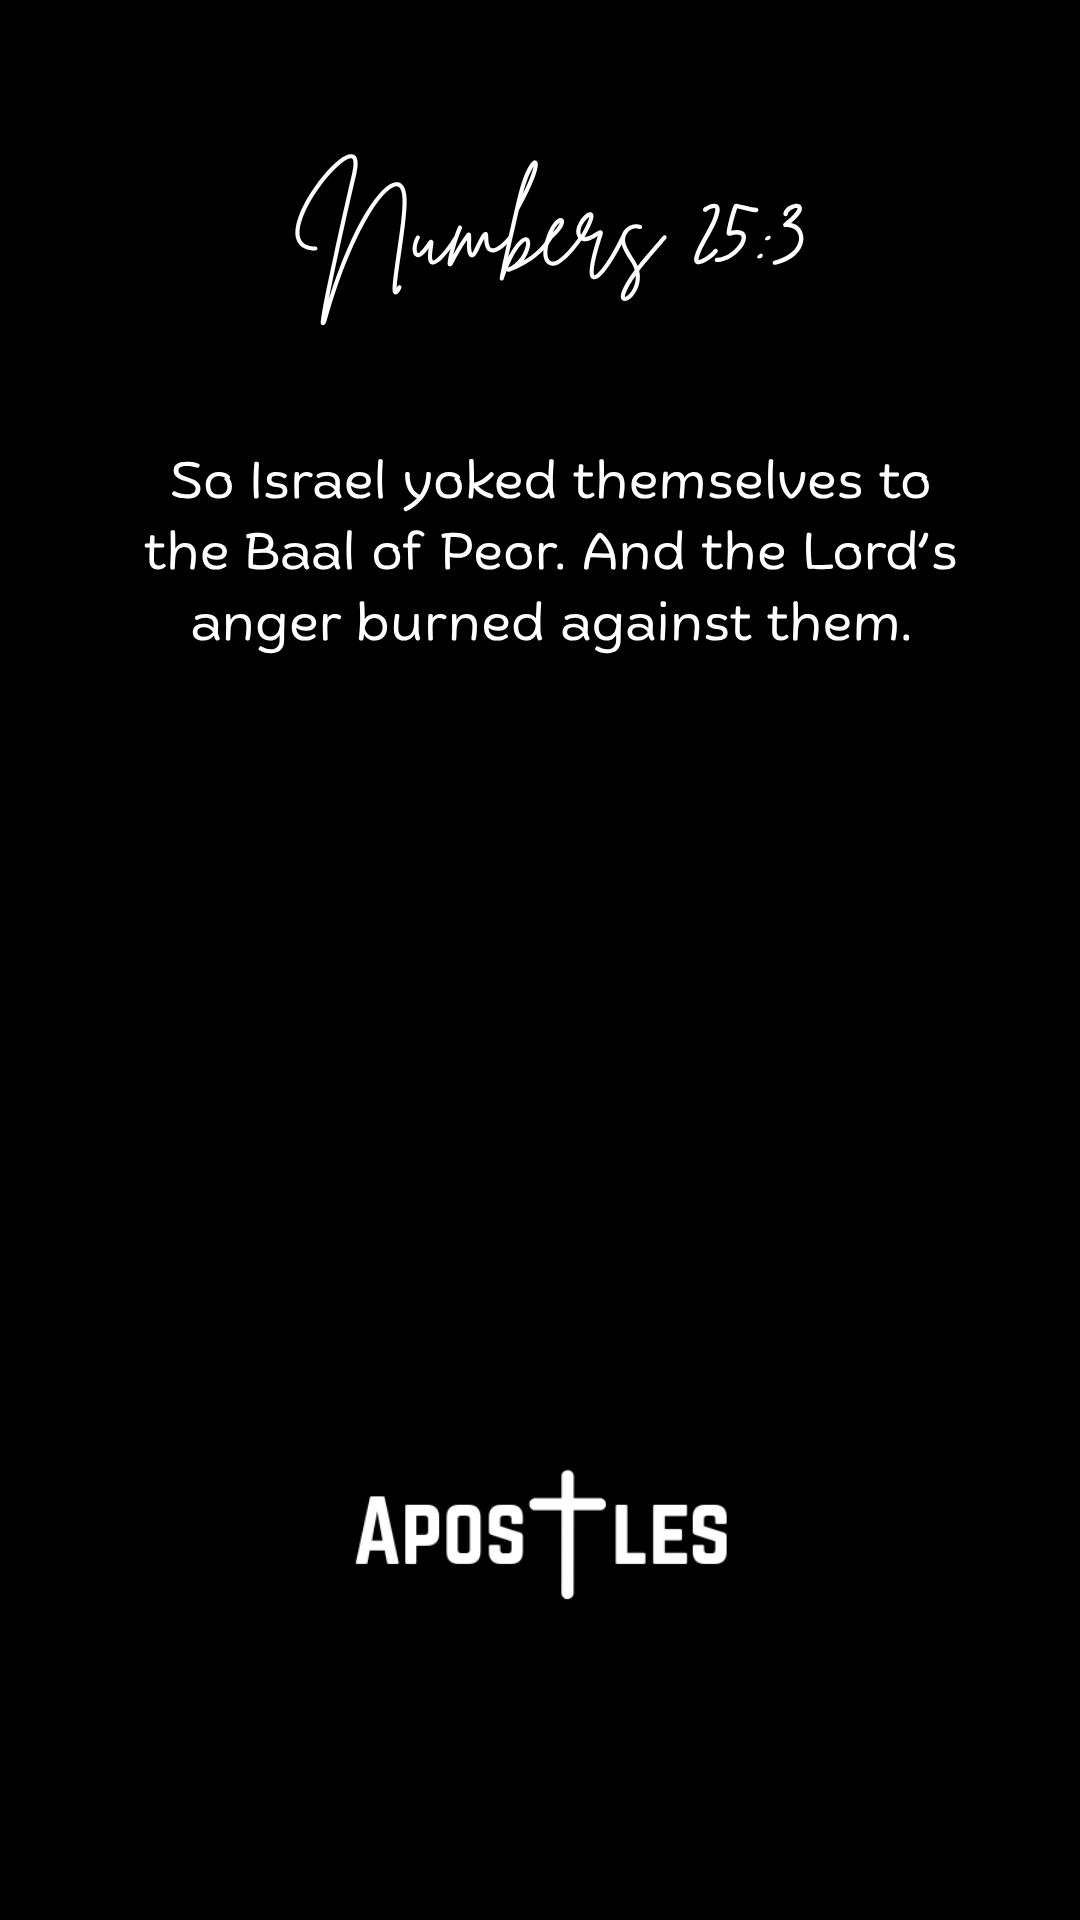 Numbers 25:3
So Israel yoked themselves to
the Baal of Peor. And the Lord's
anger burned against them.
Apostles